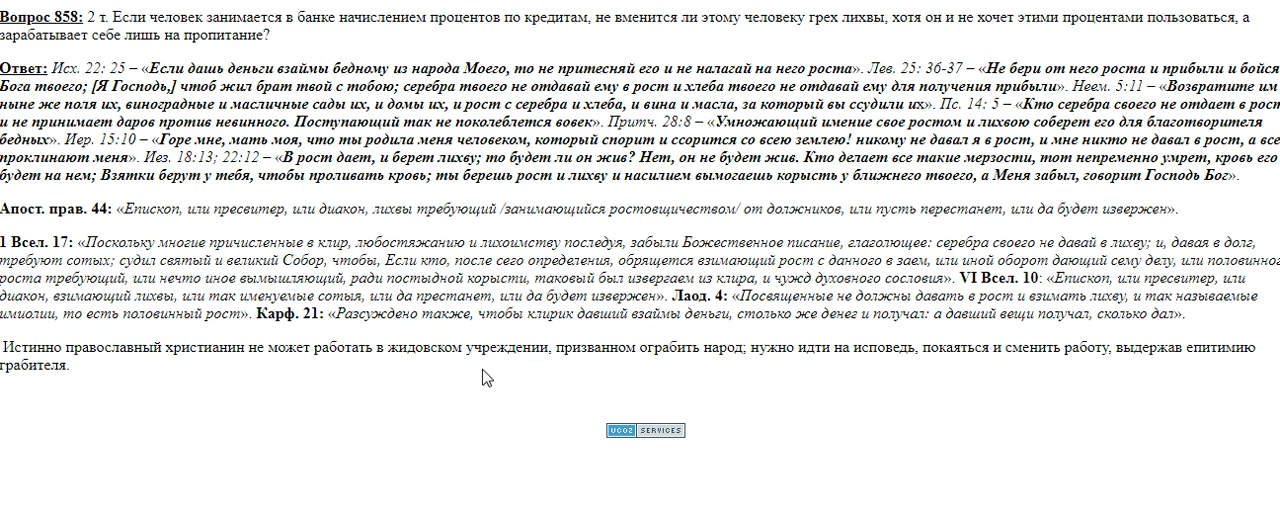 Вопрос 858: 2 т. Если человек занимается в банке начислением процентов по кредитам, не вменится ли этому человеку грех лихвы, хотя он и не хочет этими процентами пользоваться, а
зарабатывает себе лишь на пропитание?
Ответ: Исх. 22: 25 – «Если дашь деньги взаймы бедному из народа Моего, то не притесняй его и не налагай на него роста». Лев. 25: 36-37 – «Не бери от него роста и прибыли и бойся
Бога твоего; [Я Господь,] чтоб жил брат твой с тобою; серебра твоего не отдавай ему в рост и хлеба твоего не отдавай ему для получения прибыли». Неем. 5:11 – «Возвратите им
ныне же поля их, виноградные и масличные сады их, и домы их, и рост с серебра и хлеба, и вина и масла, за который вы ссудили их». Пс. 14: 5 – «Кто серебра своего не отдает в рост
и не принимает даров против невинного. Поступающий так не поколеблется вовек». Притч. 28:8 – «Умножающий имение свое ростом и лихвою соберет его для благотворителя
бедных». Иер. 15:10 – «Горе мне, мать моя, что ты родила меня человеком, который спорит и ссорится со всею землею! никому не давал я в рост, и мне никто не давал в рост, а все
проклинают меня». Иез. 18:13; 22:12 – «В рост дает, и берет лихву; то будет ли он жив? Нет, он не будет жив. Кто делает все такие мерзости, тот непременно умрет, кровь его
будет на нем; Взятки берут у тебя, чтобы проливать кровь; ты берешь рост и лихву и насилием вымогаешь корысть у ближнего твоего, а Меня забыл, говорит Господь Бог».
Апост. прав. 44: «Епископ, или пресвитер, или диакон, лихвы требующий /занимающийся ростовщичеством/ от должников, или пусть перестанет, или да будет извержен».
1 Всел. 17: «Поскольку многие причисленные в клир, любостяжанию и лихоимству последуя, забыли Божественное писание, глаголющее: серебра своего не давай в лихву; и, давая в долг,
требуют сотых; судил святый и великий Собор, чтобы, Если кто, после сего определения, обрящется взимающий рост с данного в заем, или иной оборот дающий сему делу, или половинног
роста требующий, или нечто иное вымышляющий, ради постыдной корысти, таковый был извергаем из клира, и чужд духовного сословия». VI Всел. 10: «Епископ, или пресвитер, или
диакон, взимающий лихвы, или так именуемые сотыя, или да престанет, или да будет извержен». Лаод. 4: «Посвященные не должны давать в рост и взимать лихву, и так называемые
имиолии, то есть половинный рост». Карф. 21: «Разсуждено также, чтобы клирик давший взаймы деньги, столько же денег и получал: а давший вещи получал, сколько дал».
Истинно православный христианин не может работать в жидовском учреждении, призванном ограбить народ; нужно идти на исповедь, покаяться и сменить работу, выдержав епитимию
грабителя.
UCOZ SERVICES